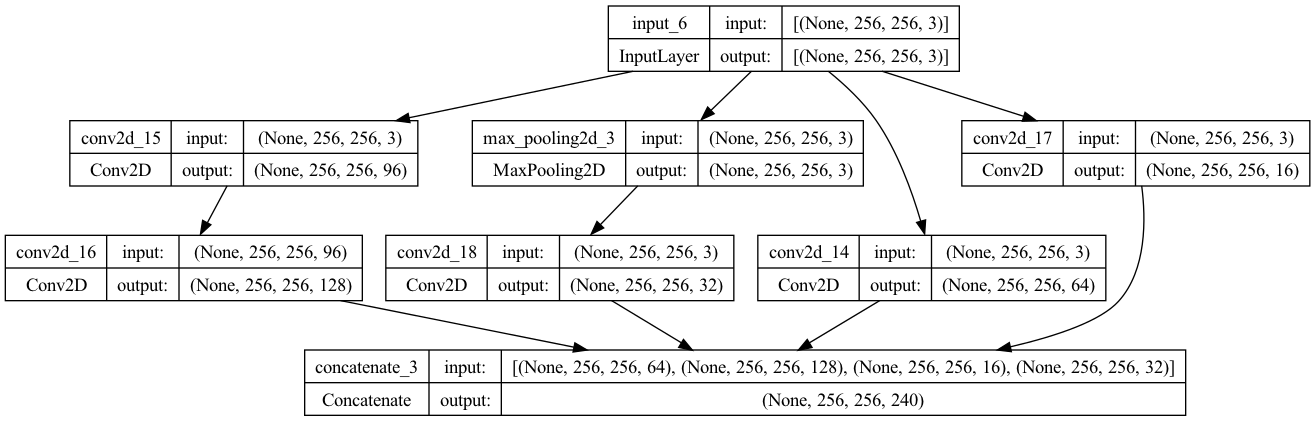 input_6 input: [(None, 256, 256, 3)]
InputLayer output: [(None, 256, 256, 3)]
conv2d_15 input: (None, 256, 256, 3)
Conv2D output: (None, 256, 256, 96)
max_pooling2d_3 input: (None, 256, 256, 3)
MaxPooling2D output: (None, 256, 256, 3)
conv2d_17 input: (None, 256, 256, 3)
Conv2D output: (None, 256, 256, 16)
conv2d_16 input: (None, 256, 256, 96)
Conv2D output: (None, 256, 256, 128)
conv2d_18 input: (None, 256, 256, 3)
Conv2D output: (None, 256, 256, 32)
conv2d_14 input: (None, 256, 256, 3)
Conv2D output: (None, 256, 256, 64)
concatenate_3 input: [(None, 256, 256, 64), (None, 256, 256, 128), (None, 256, 256, 16), (None, 256, 256, 32)]
Concatenate output: (None, 256, 256, 240)